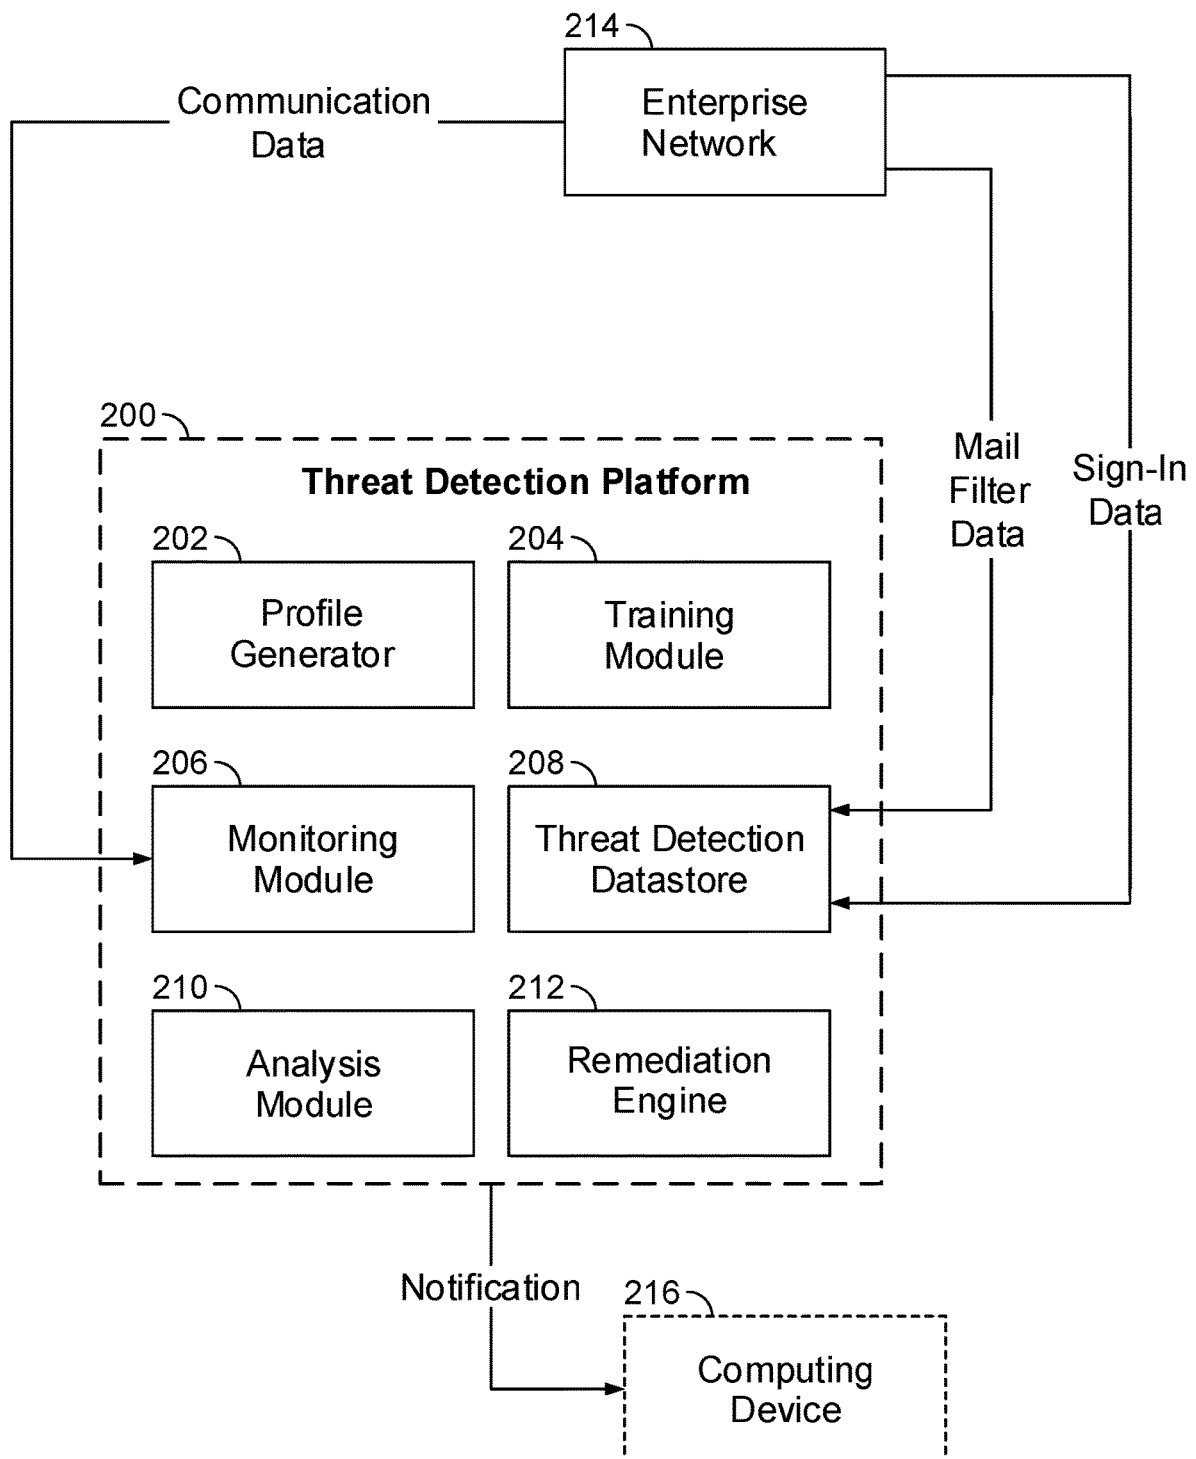 214
Enterprise
Network
Communication
Data
Mail
Filter
Data
Sign-In
Data
200
Threat Detection Platform
202
Profile
Generator
204
Training
Module
206
Monitoring
Module
208
Threat Detection
Datastore
210
Analysis
Module
212
Remediation
Engine
Notification
216
Computing
Device